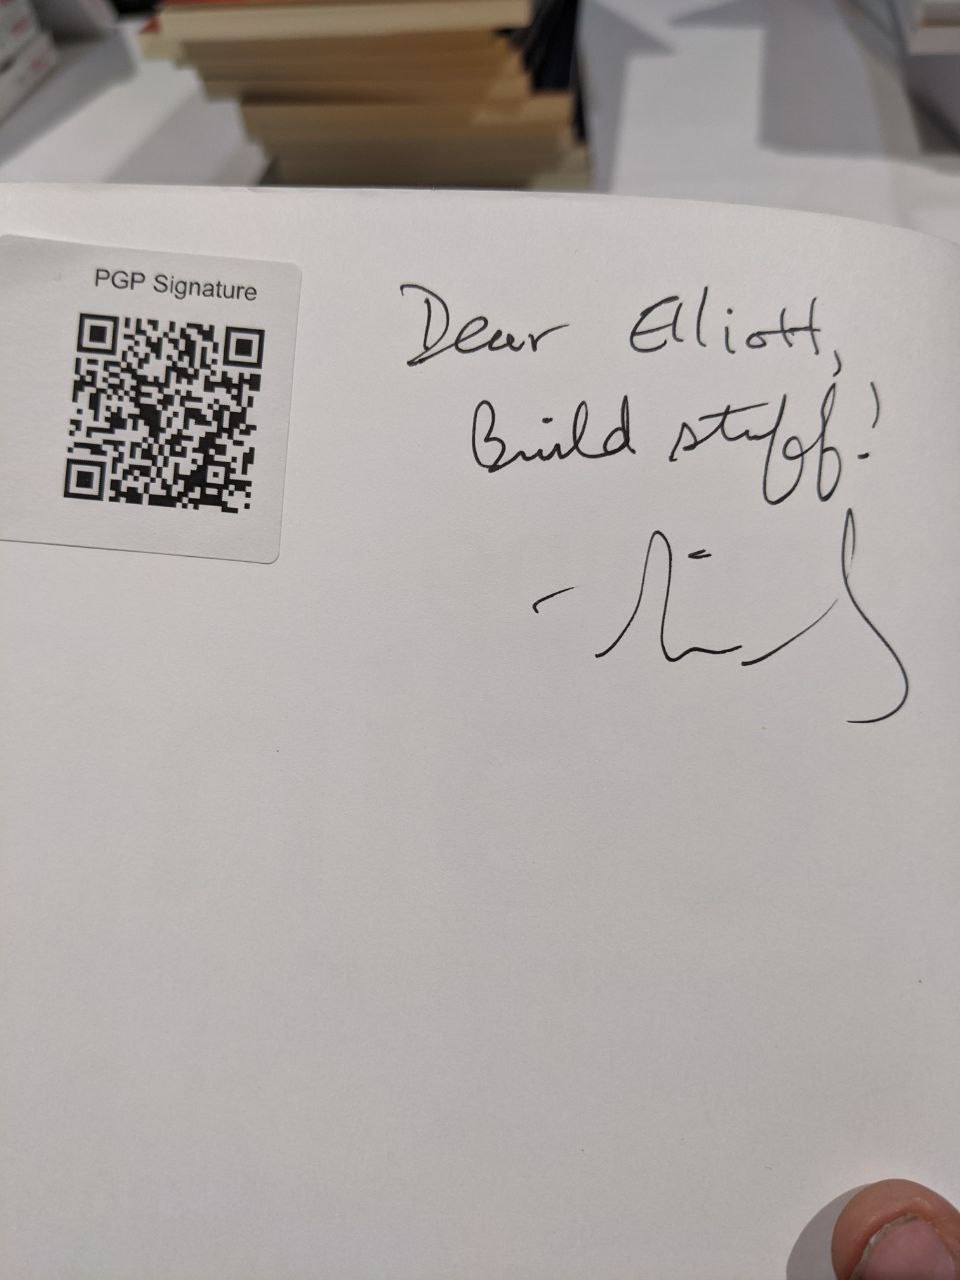 PGP Signature
Dear Elliott,
Build stuff!